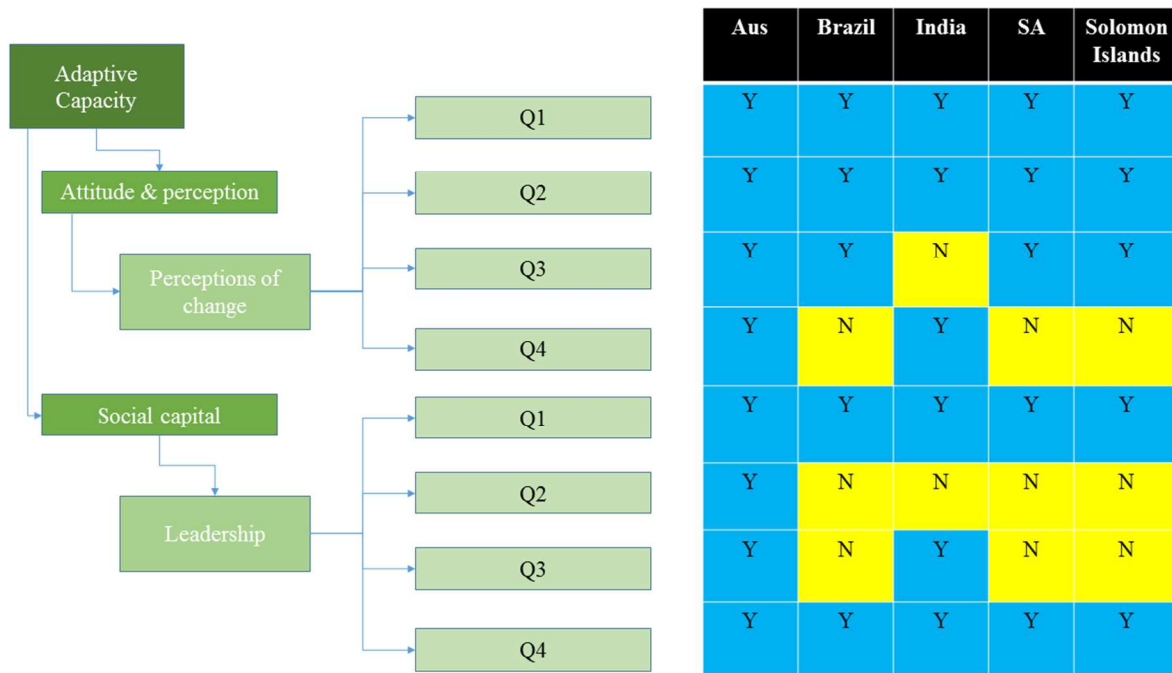 Adaptive
Capacity
Attitude & perception
Perceptions of
change
Social capital
Leadership
Q1
Q2
Q3
Q4
Q1
Q2
Q3
Q4
Aus Brazil India SA Solomon
Islands
Y Y Y Y Y
Y Y Y Y Y
Y Y N Y Y
Y N Y N N
Y Y Y Y Y
Y N N N N
Y N Y N N
Y Y Y Y Y